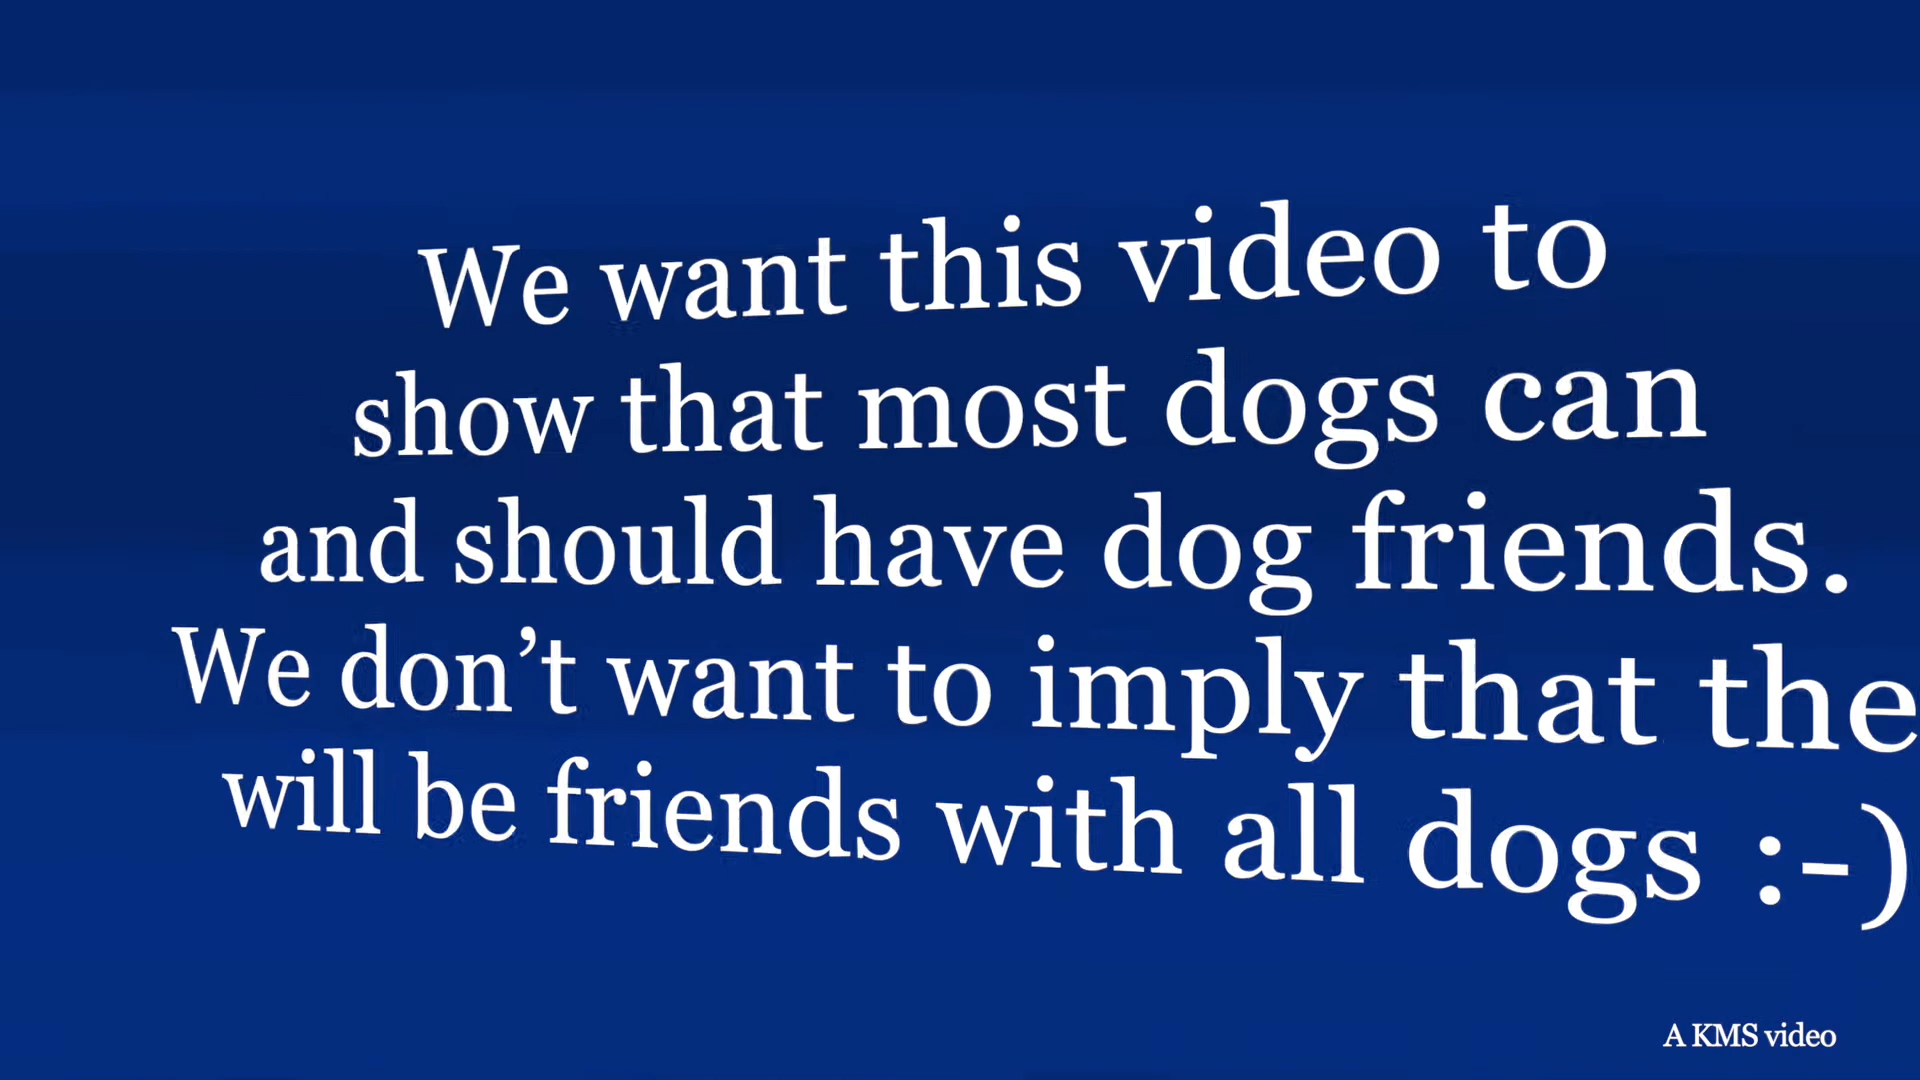 We want this video to
show that most dogs can
and should have dog friends.
We don’t want to imply that the
will be friends with all dogs :-)
A KMS video